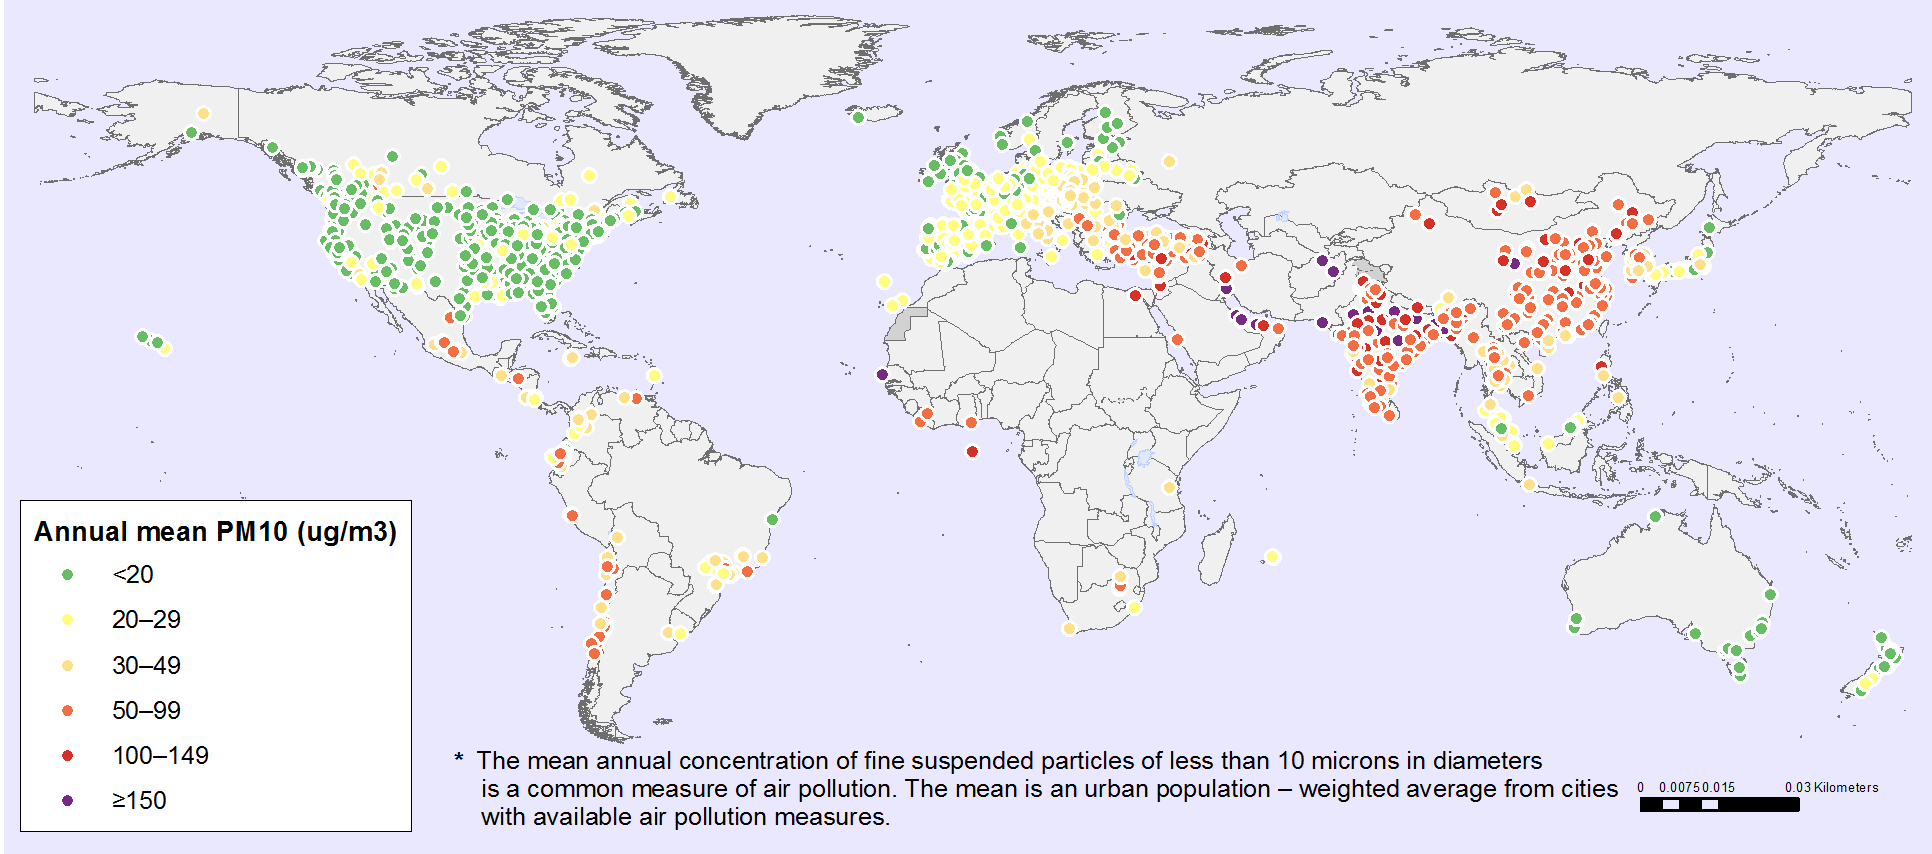 Annual mean PM10 (ug/m3)
<20
20–29
30–49
50–99
100–149
≥150
* The mean annual concentration of fine suspended particles of less than 10 microns in diameters
is a common measure of air pollution. The mean is an urban population – weighted average from cities
with available air pollution measures.
0 0.0075 0.015 0.03 Kilometers